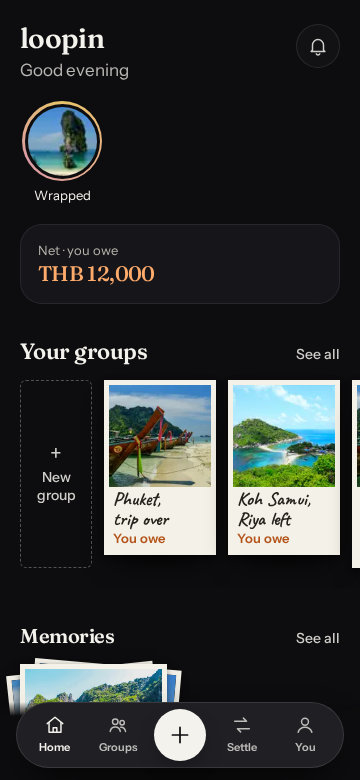 loopin
Good evening
Wrapped
Net · you owe
THB 12,000
Your groups
See all
+
New
group
Phuket,
trip over
You owe
Koh Samui,
Riya left
You owe
Memories
See all
Home
Groups
+
Settle
You